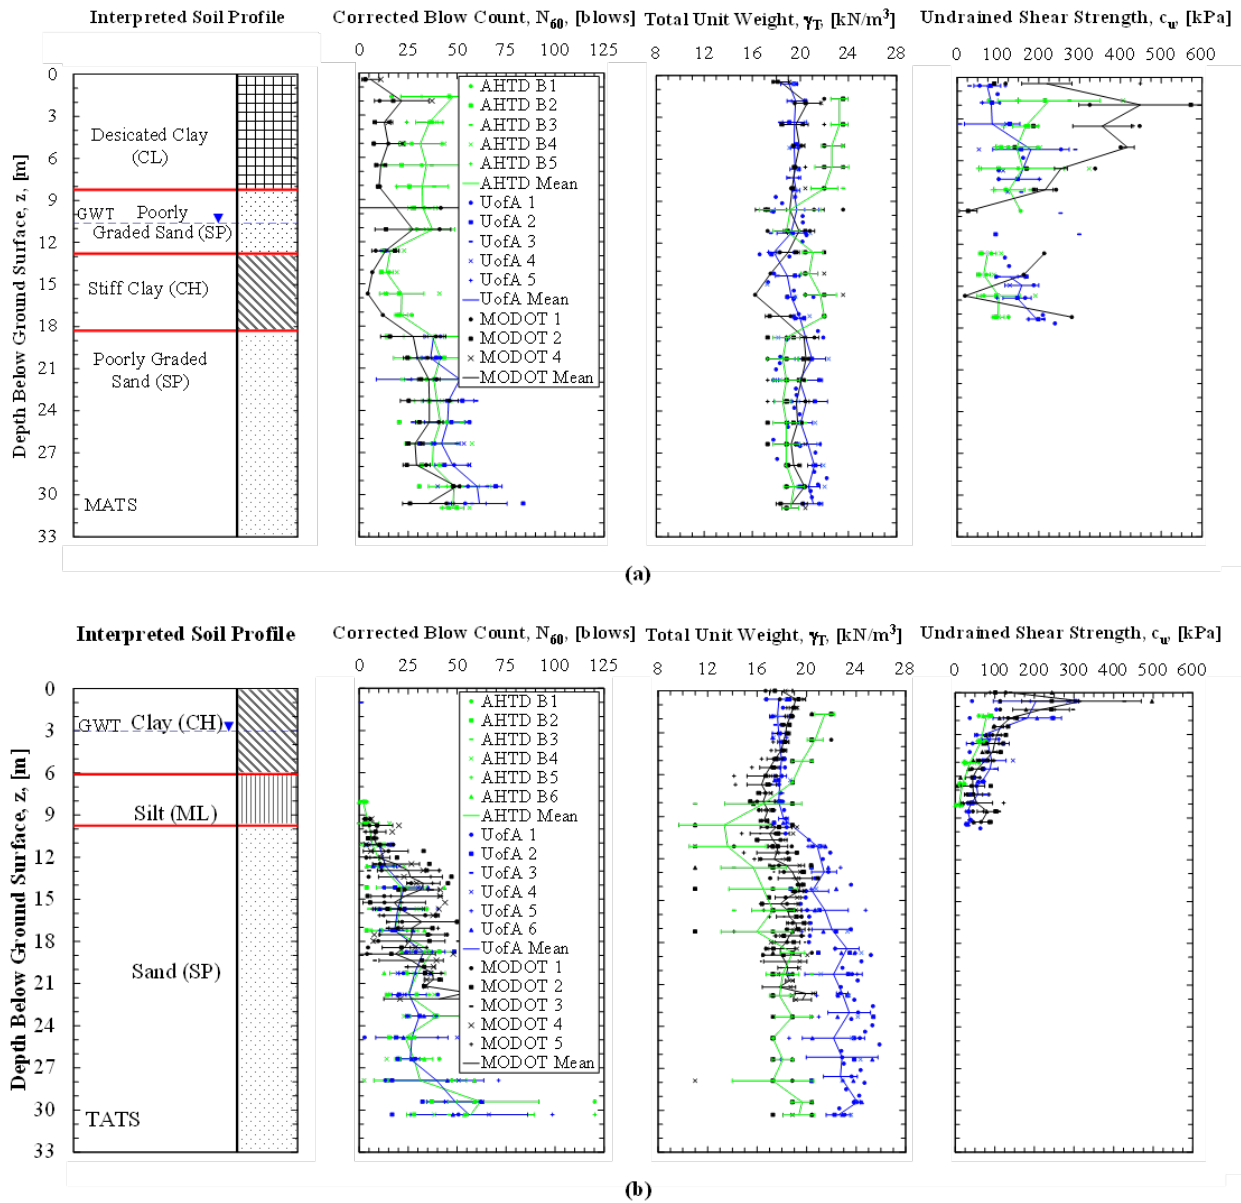 Interpreted Soil Profile
Corrected Blow Count, N60, [blows]
Total Unit Weight, γT, [kN/m3]
Undrained Shear Strength, cu, [kPa]
0 25 50 75 100 125
8 12 16 20 24 28
0 100 200 300 400 500 600
Depth Below Ground Surface, z, [m]
0
3
6
9
12
15
18
21
24
27
30
33
Desicated Clay
(CL)
GWT Poorly
Graded Sand (SP)
Stiff Clay (CH)
Poorly Graded
Sand (SP)
MATS
AHTD B1
AHTD B2
AHTD B3
AHTD B4
AHTD B5
AHTD Mean
UofA 1
UofA 2
UofA 3
UofA 4
UofA 5
UofA Mean
MODOT 1
MODOT 2
MODOT 4
MODOT Mean
(a)
Interpreted Soil Profile
Corrected Blow Count, N60, [blows]
Total Unit Weight, γT, [kN/m3]
Undrained Shear Strength, cu, [kPa]
0 25 50 75 100 125
8 12 16 20 24 28
0 100 200 300 400 500 600
Depth Below Ground Surface, z, [m]
0
3
6
9
12
15
18
21
24
27
30
33
GWT Clay (CH)
Silt (ML)
Sand (SP)
TATS
AHTD B1
AHTD B2
AHTD B3
AHTD B4
AHTD B5
AHTD B6
AHTD Mean
UofA 1
UofA 2
UofA 3
UofA 4
UofA 5
UofA 6
UofA Mean
MODOT 1
MODOT 2
MODOT 3
MODOT 4
MODOT 5
MODOT Mean
(b)